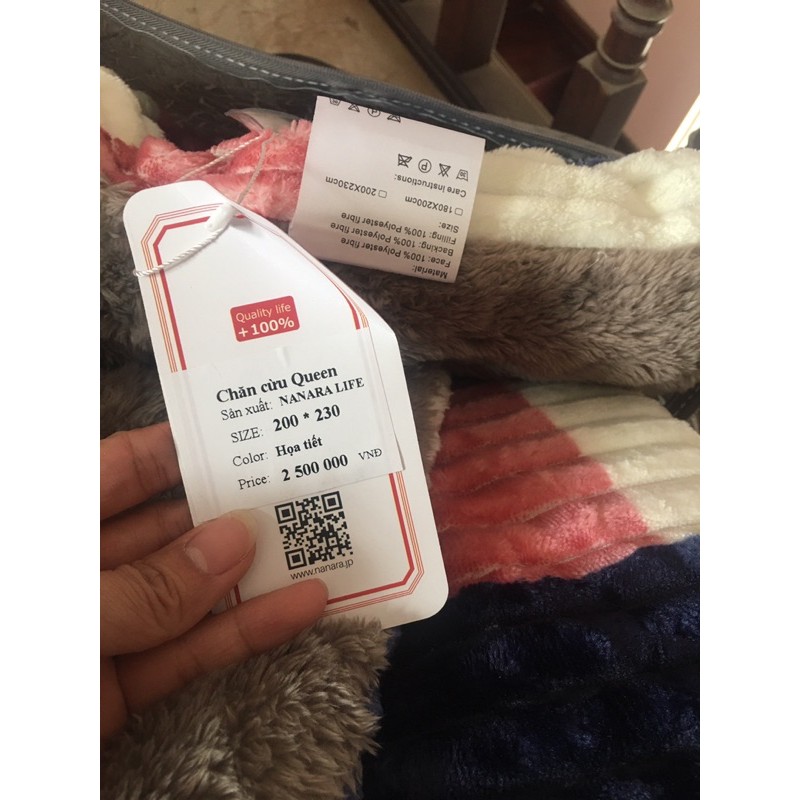 Quality life
+100%
Chăn cừu Queen
Sản xuất: NANARA LIFE
SIZE: 200 * 230
Color: Họa tiết
Price: 2 500 000 VNĐ
www.nanara.jp
Material:
Face: 100% Polyester fibre
Backing: 100% Polyester fibre
Filling: 100% Polyester fibre
Size:
180X200cm
200X230cm
Care instructions: